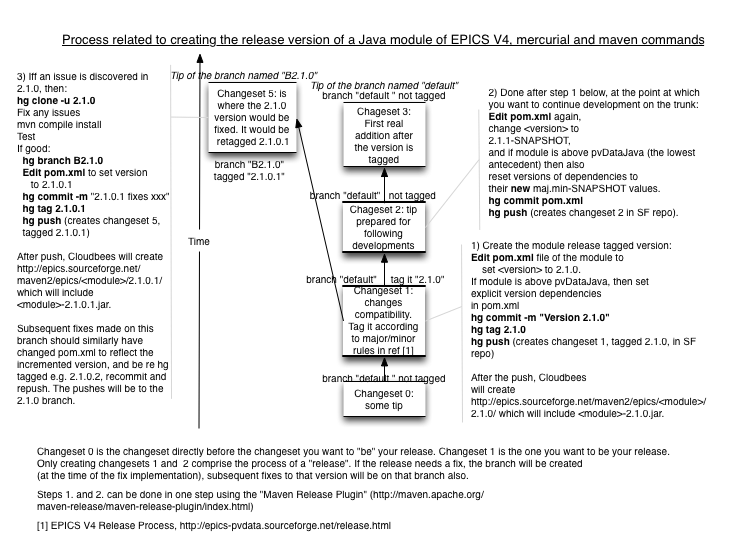 Process related to creating the release version of a Java module of EPICS V4, mercurial and maven commands
3) Iff an issue is discovered in
2.1.0, then:
hg clone -u 2.1.0
Fix any issues
mvn compile install
Test
If good:
hg branch B2.1.0
Edit pom.xml to set version
to 2.1.0.1
hg commit -m "2.1.0.1 fixes xxx"
hg tag 2.1.0.1
hg push (creates changeset 5,
tagged 2.1.0.1)
After push, Cloudbees will create
http://epics.sourceforge.net/
maven2/epics/<module>/2.1.0.1/
which will include
<module>-2.1.0.1.jar.
Subsequent fixes made on this
branch should similarly have
changed pom.xml to reflect the
incremented version, and be re hg
tagged e.g. 2.1.0.2, recommit and
repush. The pushes will be to the
2.1.0 branch.
Time
Tip of the branch named "B2.1.0"
Changeset 5: is
where the 2.1.0
version would be
fixed. It would be
retagged 2.1.0.1
branch "B2.1.0"
tagged "2.1.0.1"
Tip of the branch named "default"
branch "default " not tagged
Chageset 3:
First real
addition after
the version is
tagged
branch "default" not tagged
Chageset 2: tip
prepared for
following
developments
branch "default" tag it "2.1.0"
Changeset 1:
changes
compatibility.
Tag it according
to major/minor
rules in ref [1]
branch "default " not tagged
Changeset 0:
some tip
2) Done after step 1 below, at the point at which
you want to continue development on the trunk:
Edit pom.xml again,
change <version> to
2.1.1-SNAPSHOT,
and if module is above pvDataJava (the lowest
antecedent) then also
reset versions of dependencies to
their new maj.min-SNAPSHOT values.
hg commit pom.xml
hg push (creates changeset 2 in SF repo).
1) Create the module release tagged version:
Edit pom.xml file of the module to
set <version> to 2.1.0.
If module is above pvDataJava, then set
explicit version dependencies
in pom.xml
hg commit -m "Version 2.1.0"
hg tag 2.1.0
hg push (creates changeset 1, tagged 2.1.0, in SF
repo)
After the push, Cloudbees
will create
http://epics.sourceforge.net/maven2/epics/<module>/
2.1.0/ which will include <module>-2.1.0.jar.
Changeset 0 is the changeset directly before the changeset you want to "be" your release. Changeset 1 is the one you want to be your release.
Only creating changesets 1 and 2 comprise the process of a "release". If the release needs a fix, the branch will be created
(at the time of the fix implementation), subsequent fixes to that version will be on that branch also.
Steps 1. and 2. can be done in one step using the "Maven Release Plugin" (http://maven.apache.org/
maven-release/maven-release-plugin/index.html)
[1] EPICS V4 Release Process, http://epics-pvdata.sourceforge.net/release.html